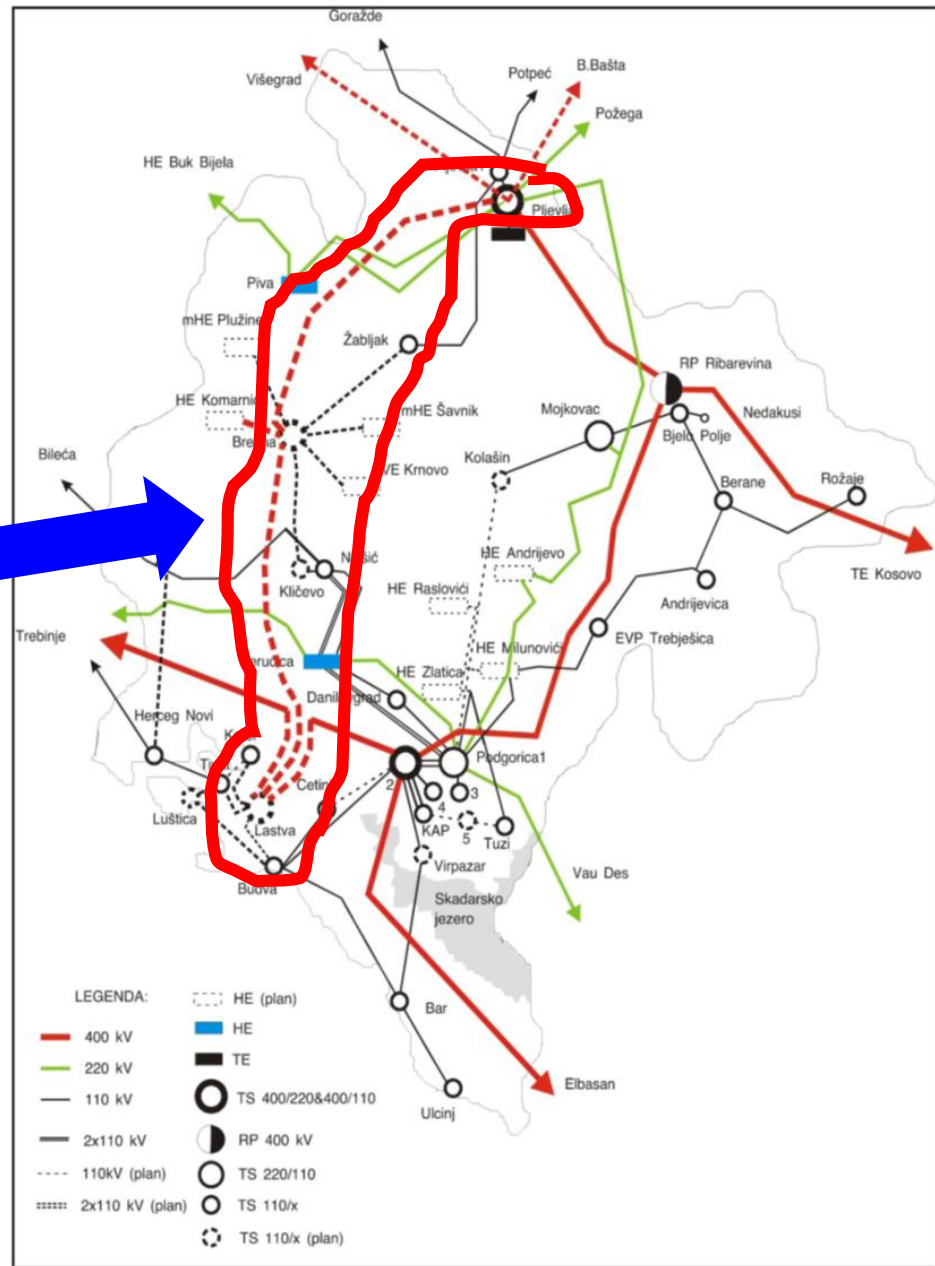 Goražde
Višegrad
Potpeć
B.Bašta
Požega
HE Buk Bijela
Pljevlja
Piva
mHE Plužine
Žabljak
RP Ribarevina
HE Komarnic
mHE Šavnik
Mojkovac
Nedakusi
Bjelo Polje
Bileća
VE Krnovo
Kolašin
Berane
Rožaje
HE Andrijevo
TE Kosovo
Kličevo
HE Raslovići
Andrijevica
EVP Trebješica
Trebinje
HE Milunovići
HE Zlatica
Danilovgrad
Herceg Novi
Podgorica1
2
3
4
KAP
5
Tuzi
Luštica
Lastva
Virpazar
Vau Des
Budva
Skadarsko
jezero
Bar
Elbasan
Ulcinj
LEGENDA:
400 kV
220 kV
110 kV
2x110 kV
110kV (plan)
2x110 kV (plan)
HE (plan)
HE
TE
TS 400/220&400/110
RP 400 kV
TS 220/110
TS 110/x
TS 110/x (plan)